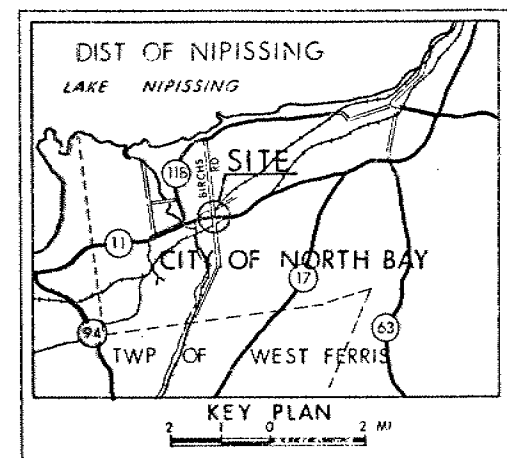 DIST OF NIPISSING
LAKE NIPISSING
11B
BIRCHS RD
SITE
11
CITY OF NORTH BAY
17
94
63
TWP OF WEST FERRIS
KEY PLAN
2 1 0 2 MI